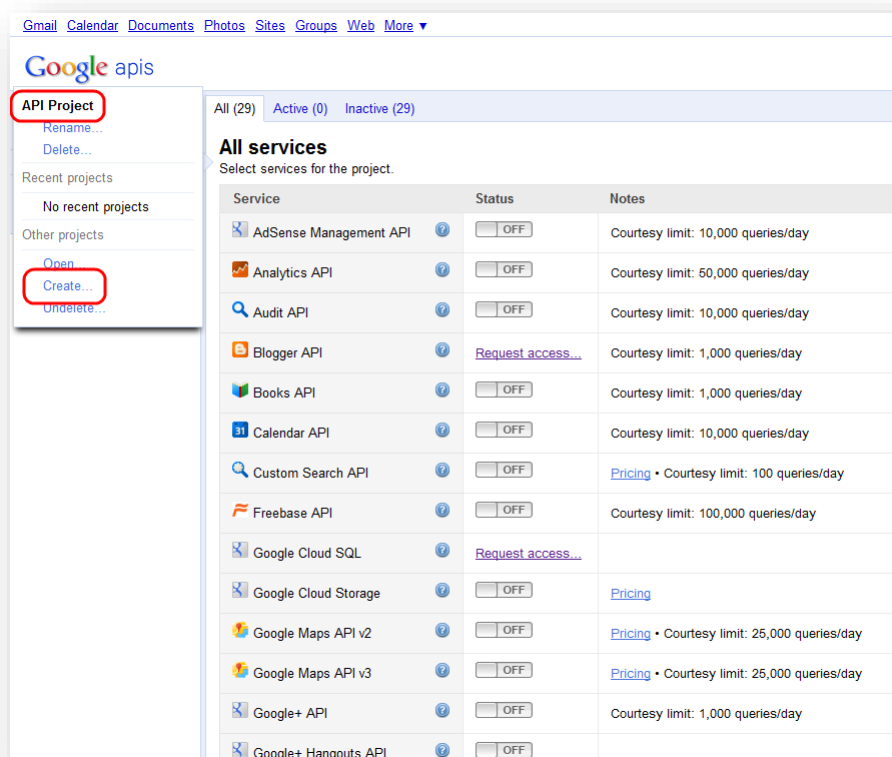 Gmail Calendar Documents Photos Sites Groups Web More ▼
Google apis
API Project
Rename...
Delete...
Recent projects
No recent projects
Other projects
Open...
Create...
Undelete...
All (29) Active (0) Inactive (29)
All services
Select services for the project.
Service Status Notes
AdSense Management API ? OFF Courtesy limit: 10,000 queries/day
Analytics API ? OFF Courtesy limit: 50,000 queries/day
Audit API ? OFF Courtesy limit: 10,000 queries/day
Blogger API ? Request access... Courtesy limit: 1,000 queries/day
Books API ? OFF Courtesy limit: 1,000 queries/day
31 Calendar API ? OFF Courtesy limit: 10,000 queries/day
Custom Search API ? OFF Pricing • Courtesy limit: 100 queries/day
Freebase API ? OFF Courtesy limit: 100,000 queries/day
Google Cloud SQL ? Request access...
Google Cloud Storage ? OFF Pricing
Google Maps API v2 ? OFF Pricing • Courtesy limit: 25,000 queries/day
Google Maps API v3 ? OFF Pricing • Courtesy limit: 25,000 queries/day
Google+ API ? OFF Courtesy limit: 1,000 queries/day
Google+ Hangouts API ? OFF